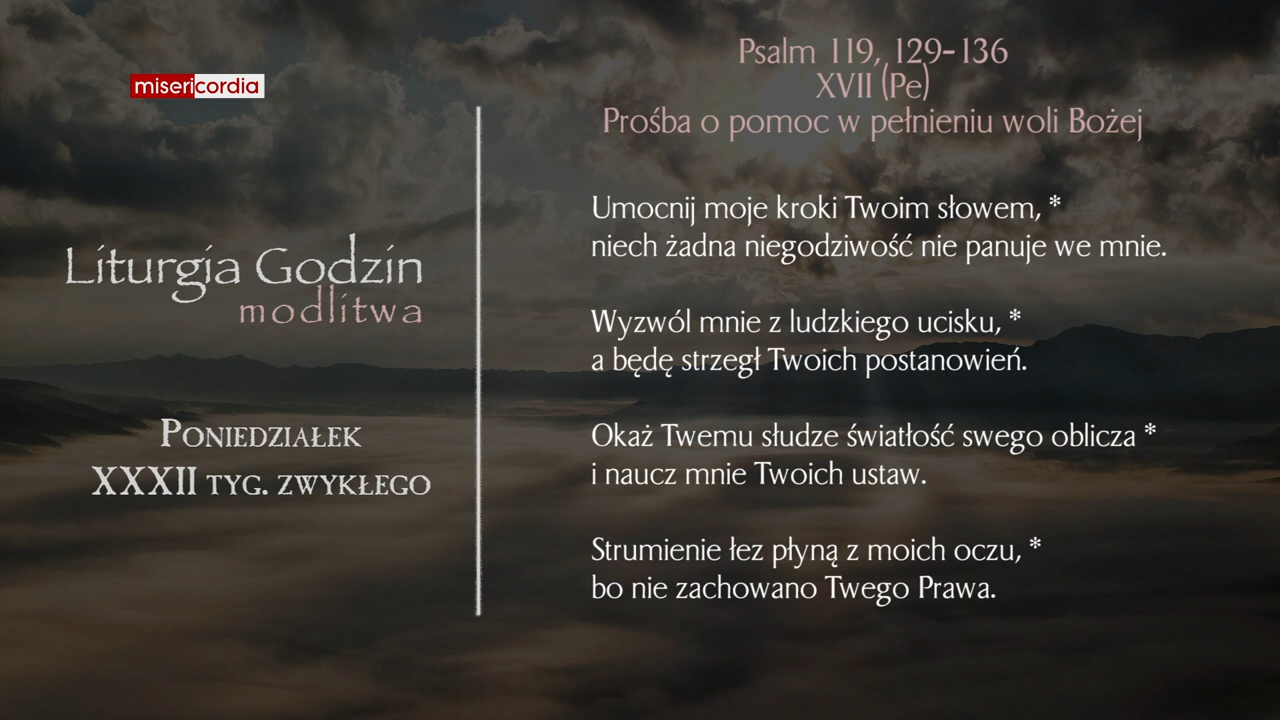 misericordia
Liturgia Godzin
modlitwa
Poniedziałek
XXXII tyg. zwykłego
Psalm 119, 129-136
XVII (Pe)
Prośba o pomoc w pełnieniu woli Bożej
Umocnij moje kroki Twoim słowem, *
niech żadna niegodziwość nie panuje we mnie.
Wyzwól mnie z ludzkiego ucisku, *
a będę strzegł Twoich postanowień.
Okaż Twemu słudze światłość swego oblicza *
i naucz mnie Twoich ustaw.
Strumienie łez płyną z moich oczu, *
bo nie zachowano Twego Prawa.